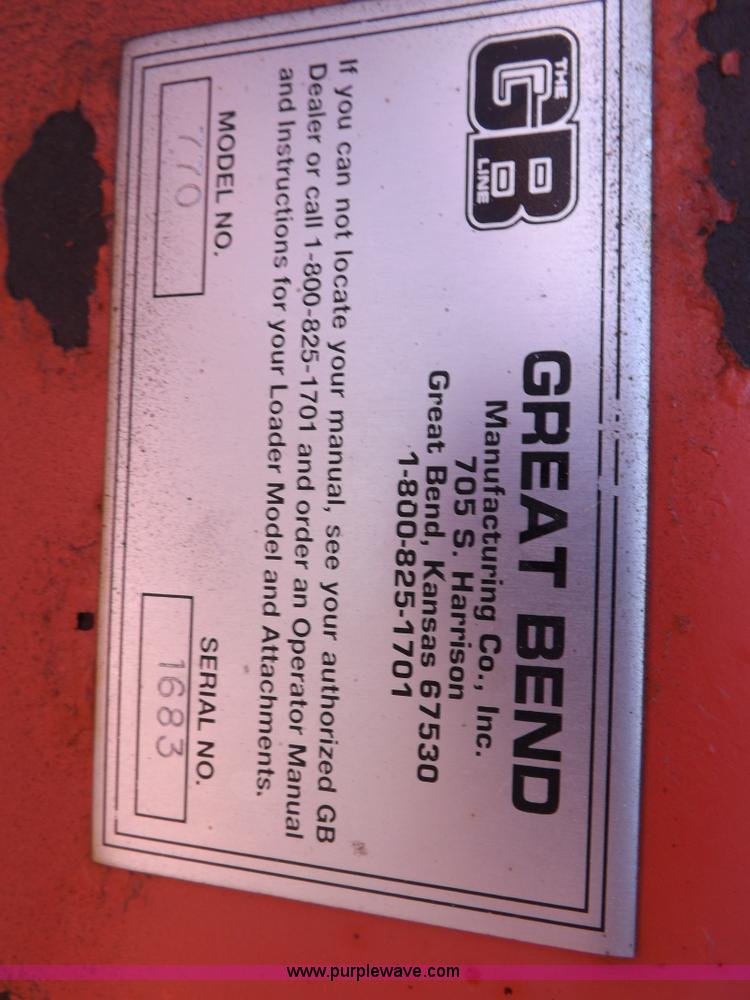 THE
GB
LINE
GREAT BEND
Manufacturing Co., Inc.
705 S. Harrison
Great Bend, Kansas 67530
1-800-825-1701
If you can not locate your manual, see your authorized GB
Dealer or call 1-800-825-1701 and order an Operator Manual
and Instructions for your Loader Model and Attachments.
MODEL NO.
770
SERIAL NO.
1683
www.purplewave.com